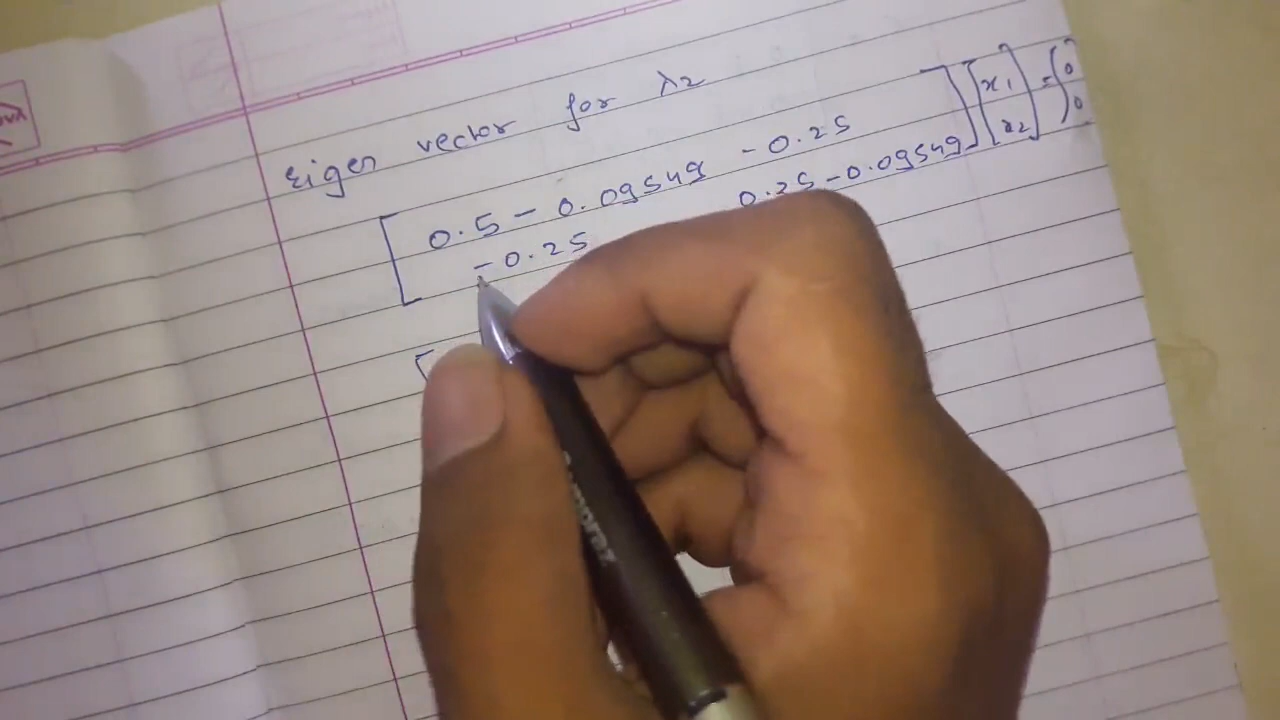 Eigen vector for λ2
[ 0.5 - 0.09549 - 0.25 ] [ x1 ] = [ 0
- 0.25 0.25 - 0.09549 ] [ x2 ] 0
[